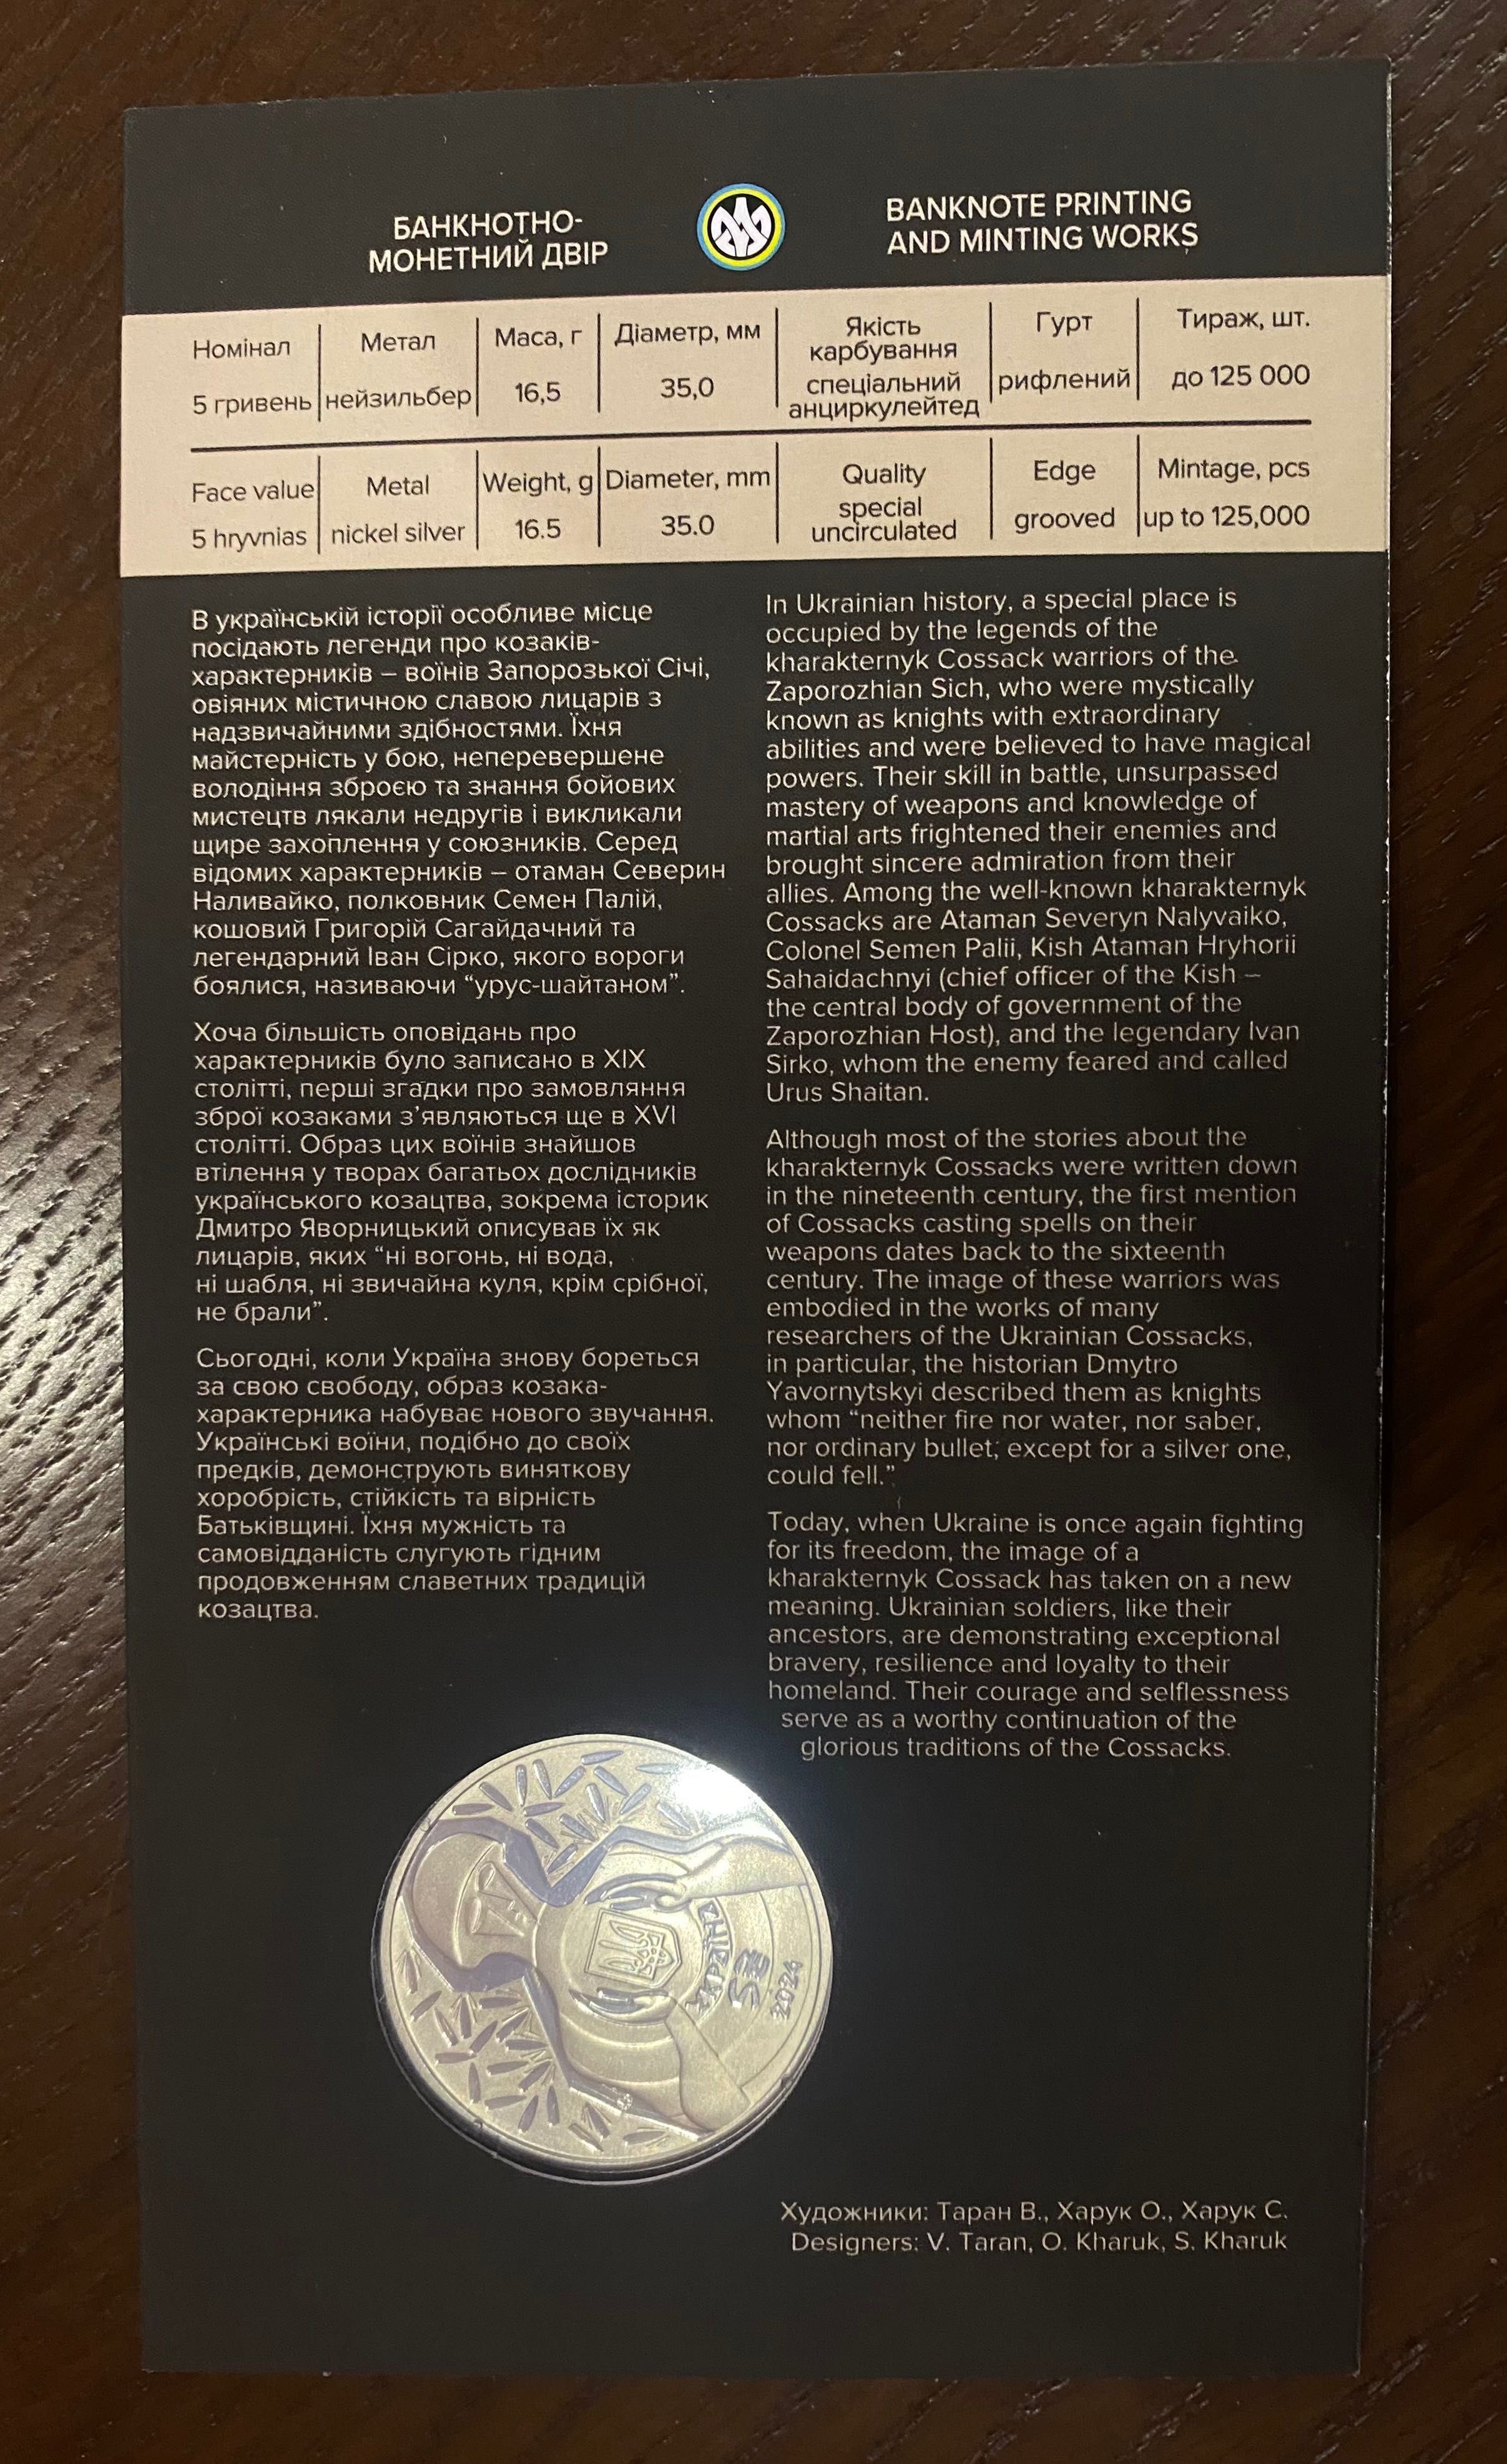 БАНКНОТНО-
МОНЕТНИЙ ДВІР
BANKNOTE PRINTING
AND MINTING WORKS
Номінал
5 гривень
Метал
нейзильбер
Маса, г
16,5
Діаметр, мм
35,0
Якість
карбування
спеціальний
анциркулейтед
Гурт
рифлений
Тираж, шт.
до 125 000
Face value
5 hryvnias
Metal
nickel silver
Weight, g
16.5
Diameter, mm
35.0
Quality
special
uncirculated
Edge
grooved
Mintage, pcs
up to 125,000
В українській історії особливе місце
посідають легенди про козаків-
характерників – воїнів Запорозької Січі,
овіяних містичною славою лицарів з
надзвичайними здібностями. Їхня
майстерність у бою, неперевершене
володіння зброєю та знання бойових
мистецтв лякали недругів і викликали
щире захоплення у союзників. Серед
відомих характерників – отаман Северин
Наливайко, полковник Семен Палій,
кошовий Григорій Сагайдачний та
легендарний Іван Сірко, якого вороги
боялися, називаючи “урус-шайтаном”.
Хоча більшість оповідань про
характерників було записано в XIX
столітті, перші згадки про замовляння
зброї козаками з’являються ще в XVI
столітті. Образ цих воїнів знайшов
втілення у творах багатьох дослідників
українського козацтва, зокрема історик
Дмитро Яворницький описував їх як
лицарів, яких “ні вогонь, ні вода,
ні шабля, ні звичайна куля, крім срібної,
не брали”.
Сьогодні, коли Україна знову бореться
за свою свободу, образ козака-
характерника набуває нового звучання.
Українські воїни, подібно до своїх
предків, демонструють виняткову
хоробрість, стійкість та вірність
Батьківщині. Їхня мужність та
самовідданість слугують гідним
продовженням славетних традицій
козацтва.
In Ukrainian history, a special place is
occupied by the legends of the
kharakternyk Cossack warriors of the
Zaporozhian Sich, who were mystically
known as knights with extraordinary
abilities and were believed to have magical
powers. Their skill in battle, unsurpassed
mastery of weapons and knowledge of
martial arts frightened their enemies and
brought sincere admiration from their
allies. Among the well-known kharakternyk
Cossacks are Ataman Severyn Nalyvaiko,
Colonel Semen Palii, Kish Ataman Hryhorii
Sahaidachnyi (chief officer of the Kish –
the central body of government of the
Zaporozhian Host), and the legendary Ivan
Sirko, whom the enemy feared and called
Urus Shaitan.
Although most of the stories about the
kharakternyk Cossacks were written down
in the nineteenth century, the first mention
of Cossacks casting spells on their
weapons dates back to the sixteenth
century. The image of these warriors was
embodied in the works of many
researchers of the Ukrainian Cossacks,
in particular, the historian Dmytro
Yavornytskyi described them as knights
whom “neither fire nor water, nor saber,
nor ordinary bullet, except for a silver one,
could fell.”
Today, when Ukraine is once again fighting
for its freedom, the image of a
kharakternyk Cossack has taken on a new
meaning. Ukrainian soldiers, like their
ancestors, are demonstrating exceptional
bravery, resilience and loyalty to their
homeland. Their courage and selflessness
serve as a worthy continuation of the
glorious traditions of the Cossacks.
УКРАЇНА
5 ₴
2024
Художники: Таран В., Харук О., Харук С.
Designers: V. Taran, O. Kharuk, S. Kharuk